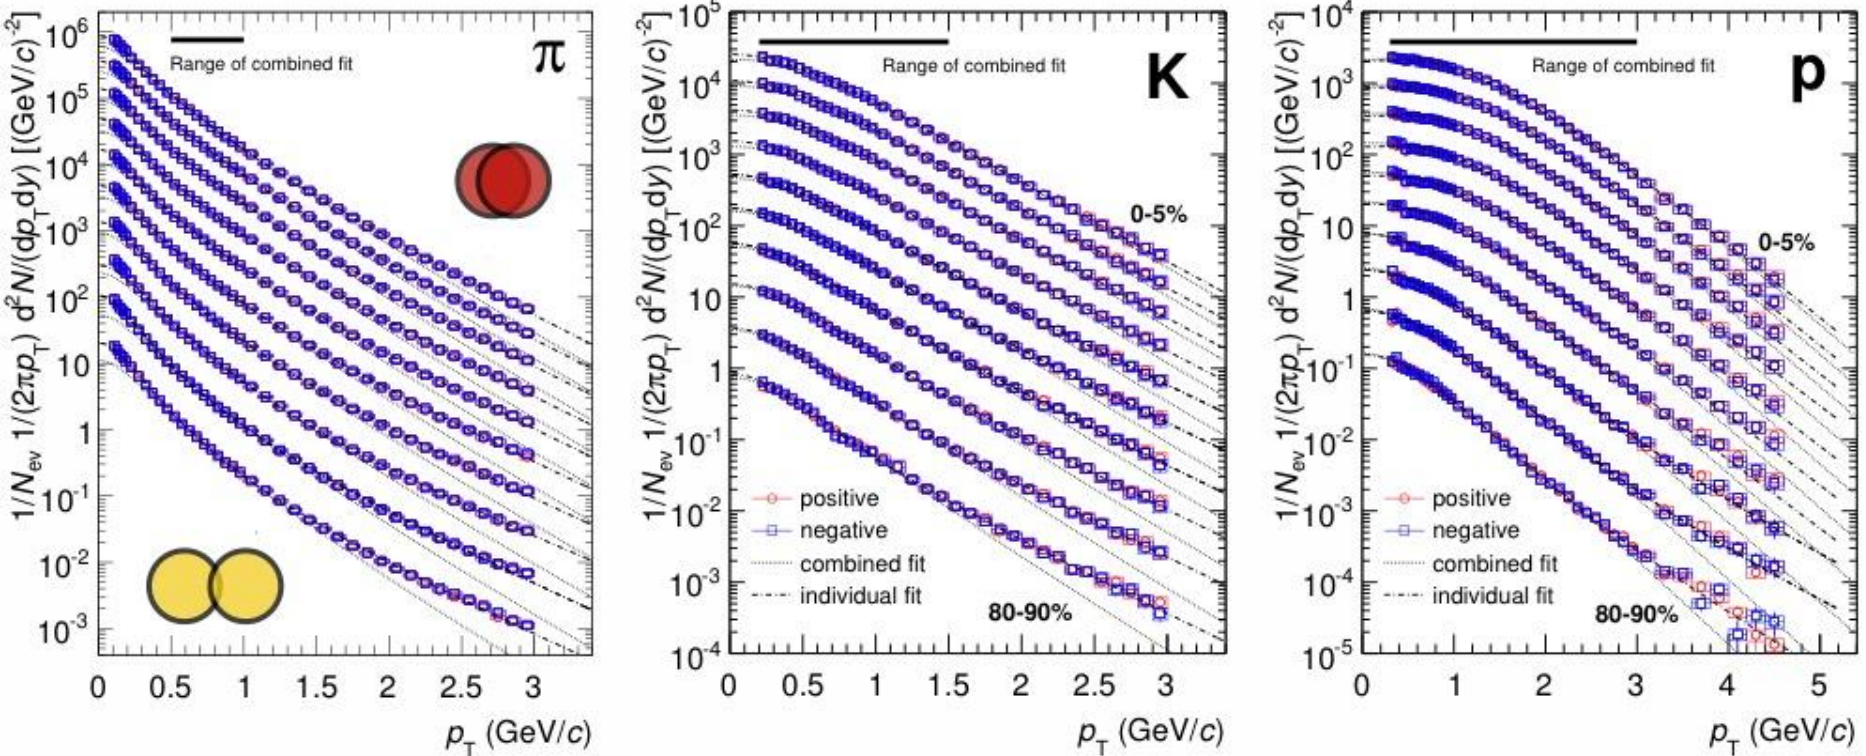 1/N_ev 1/(2πp_T) d²N/(dp_Tdy) [(GeV/c)⁻²]
10⁶
10⁵
10⁴
10³
10²
10
1
10⁻¹
10⁻²
10⁻³
Range of combined fit
π
0 0.5 1 1.5 2 2.5 3
p_T (GeV/c)
1/N_ev 1/(2πp_T) d²N/(dp_Tdy) [(GeV/c)⁻²]
10⁵
10⁴
10³
10²
10
1
10⁻¹
10⁻²
10⁻³
10⁻⁴
Range of combined fit
K
0-5%
positive
negative
combined fit
individual fit
80-90%
0 0.5 1 1.5 2 2.5 3
p_T (GeV/c)
1/N_ev 1/(2πp_T) d²N/(dp_Tdy) [(GeV/c)⁻²]
10⁴
10³
10²
10
1
10⁻¹
10⁻²
10⁻³
10⁻⁴
10⁻⁵
Range of combined fit
p
0-5%
positive
negative
combined fit
individual fit
80-90%
0 1 2 3 4 5
p_T (GeV/c)